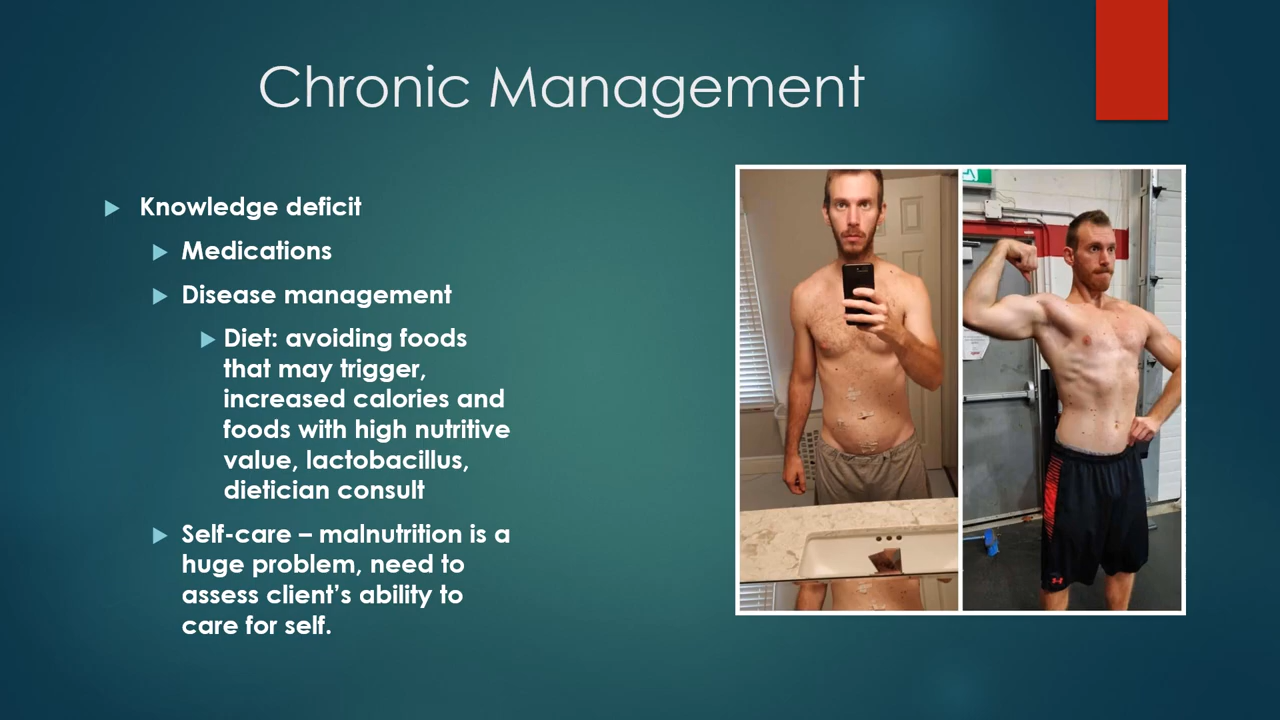 Chronic Management
Knowledge deficit
Medications
Disease management
Diet: avoiding foods
that may trigger,
increased calories and
foods with high nutritive
value, lactobacillus,
dietician consult
Self-care – malnutrition is a
huge problem, need to
assess client’s ability to
care for self.